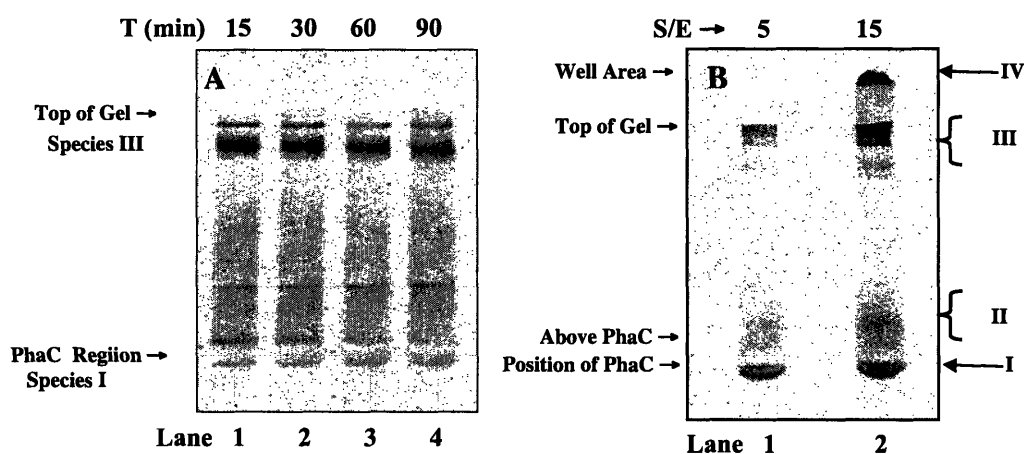 T (min) 15 30 60 90
A
Top of Gel →
Species III
PhaC Regiion →
Species I
Lane 1 2 3 4
S/E → 5 15
B
Well Area →
IV
Top of Gel →
III
II
Above PhaC →
Position of PhaC →
I
Lane 1 2